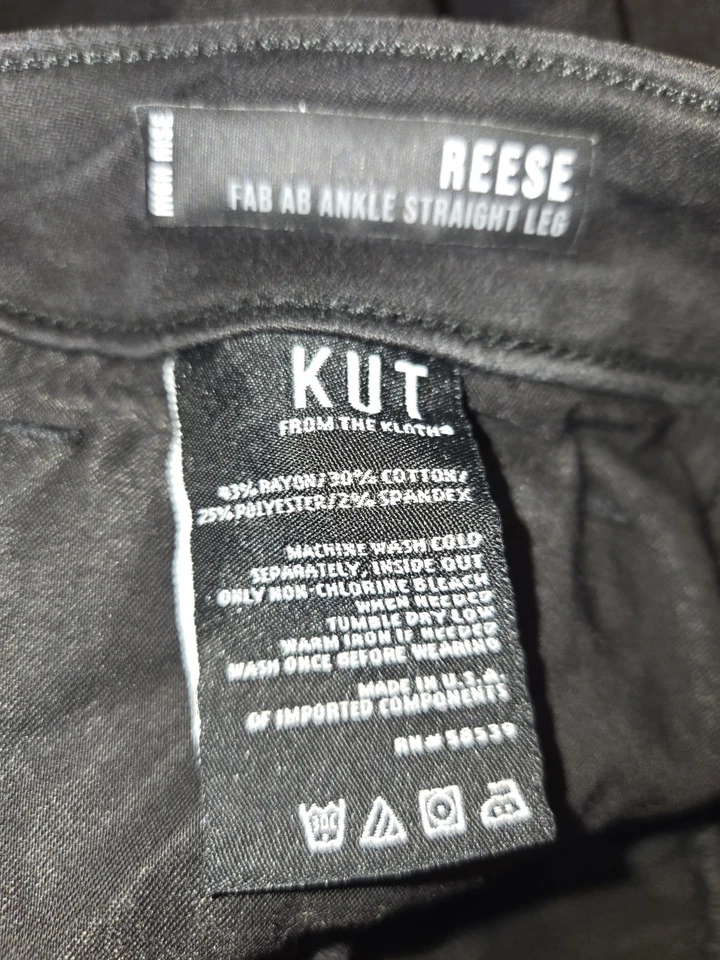 HIGH RISE
REESE
FAB AB ANKLE STRAIGHT LEG
KUT
FROM THE KLOTH®
43% RAYON/30% COTTON/
25% POLYESTER/2% SPANDEX
MACHINE WASH COLD
SEPARATELY, INSIDE OUT
ONLY NON-CHLORINE BLEACH
WHEN NEEDED
TUMBLE DRY LOW
WARM IRON IF NEEDED
WASH ONCE BEFORE WEARING
MADE IN U.S.A.
OF IMPORTED COMPONENTS
RN# 58539
30C